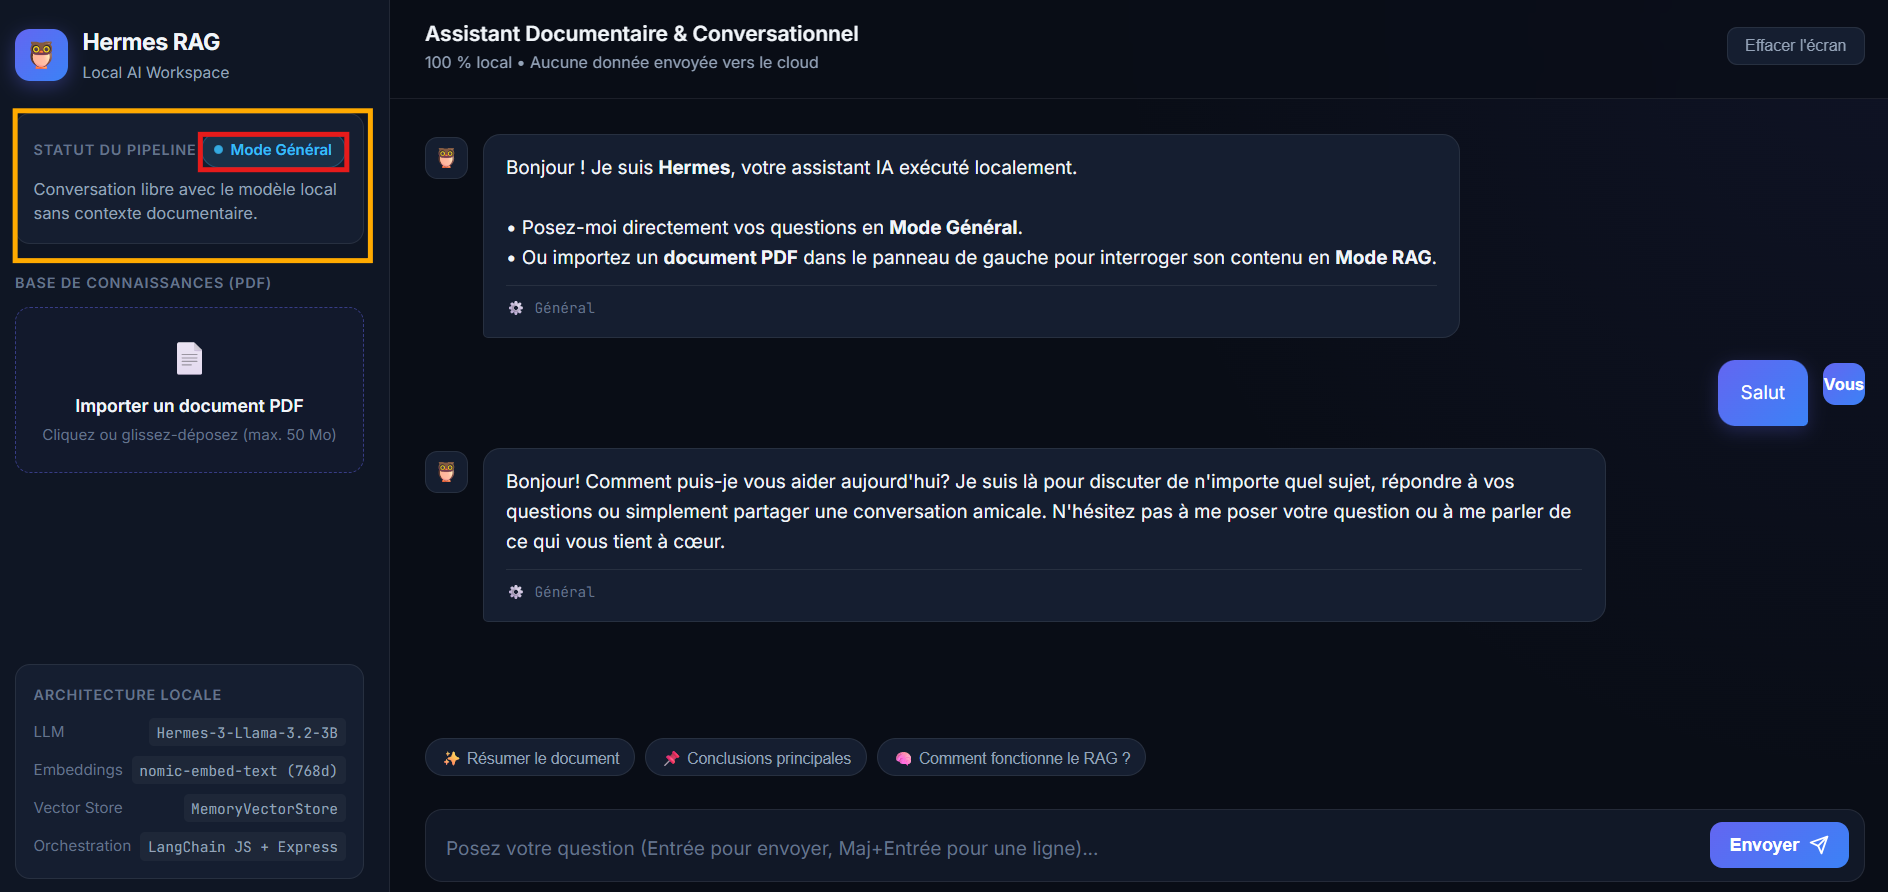 Hermes RAG
Local AI Workspace
STATUT DU PIPELINE
Mode Général
Conversation libre avec le modèle local
sans contexte documentaire.
BASE DE CONNAISSANCES (PDF)
Importer un document PDF
Cliquez ou glissez-déposez (max. 50 Mo)
ARCHITECTURE LOCALE
LLM Hermes-3-Llama-3.2-3B
Embeddings nomic-embed-text (768d)
Vector Store MemoryVectorStore
Orchestration LangChain JS + Express
Assistant Documentaire & Conversationnel
100 % local • Aucune donnée envoyée vers le cloud
Effacer l'écran
Bonjour ! Je suis Hermes, votre assistant IA exécuté localement.
• Posez-moi directement vos questions en Mode Général.
• Ou importez un document PDF dans le panneau de gauche pour interroger son contenu en Mode RAG.
Général
Salut
Vous
Bonjour! Comment puis-je vous aider aujourd'hui? Je suis là pour discuter de n'importe quel sujet, répondre à vos
questions ou simplement partager une conversation amicale. N'hésitez pas à me poser votre question ou à me parler de
ce qui vous tient à cœur.
Général
Résumer le document
Conclusions principales
Comment fonctionne le RAG ?
Posez votre question (Entrée pour envoyer, Maj+Entrée pour une ligne)...
Envoyer